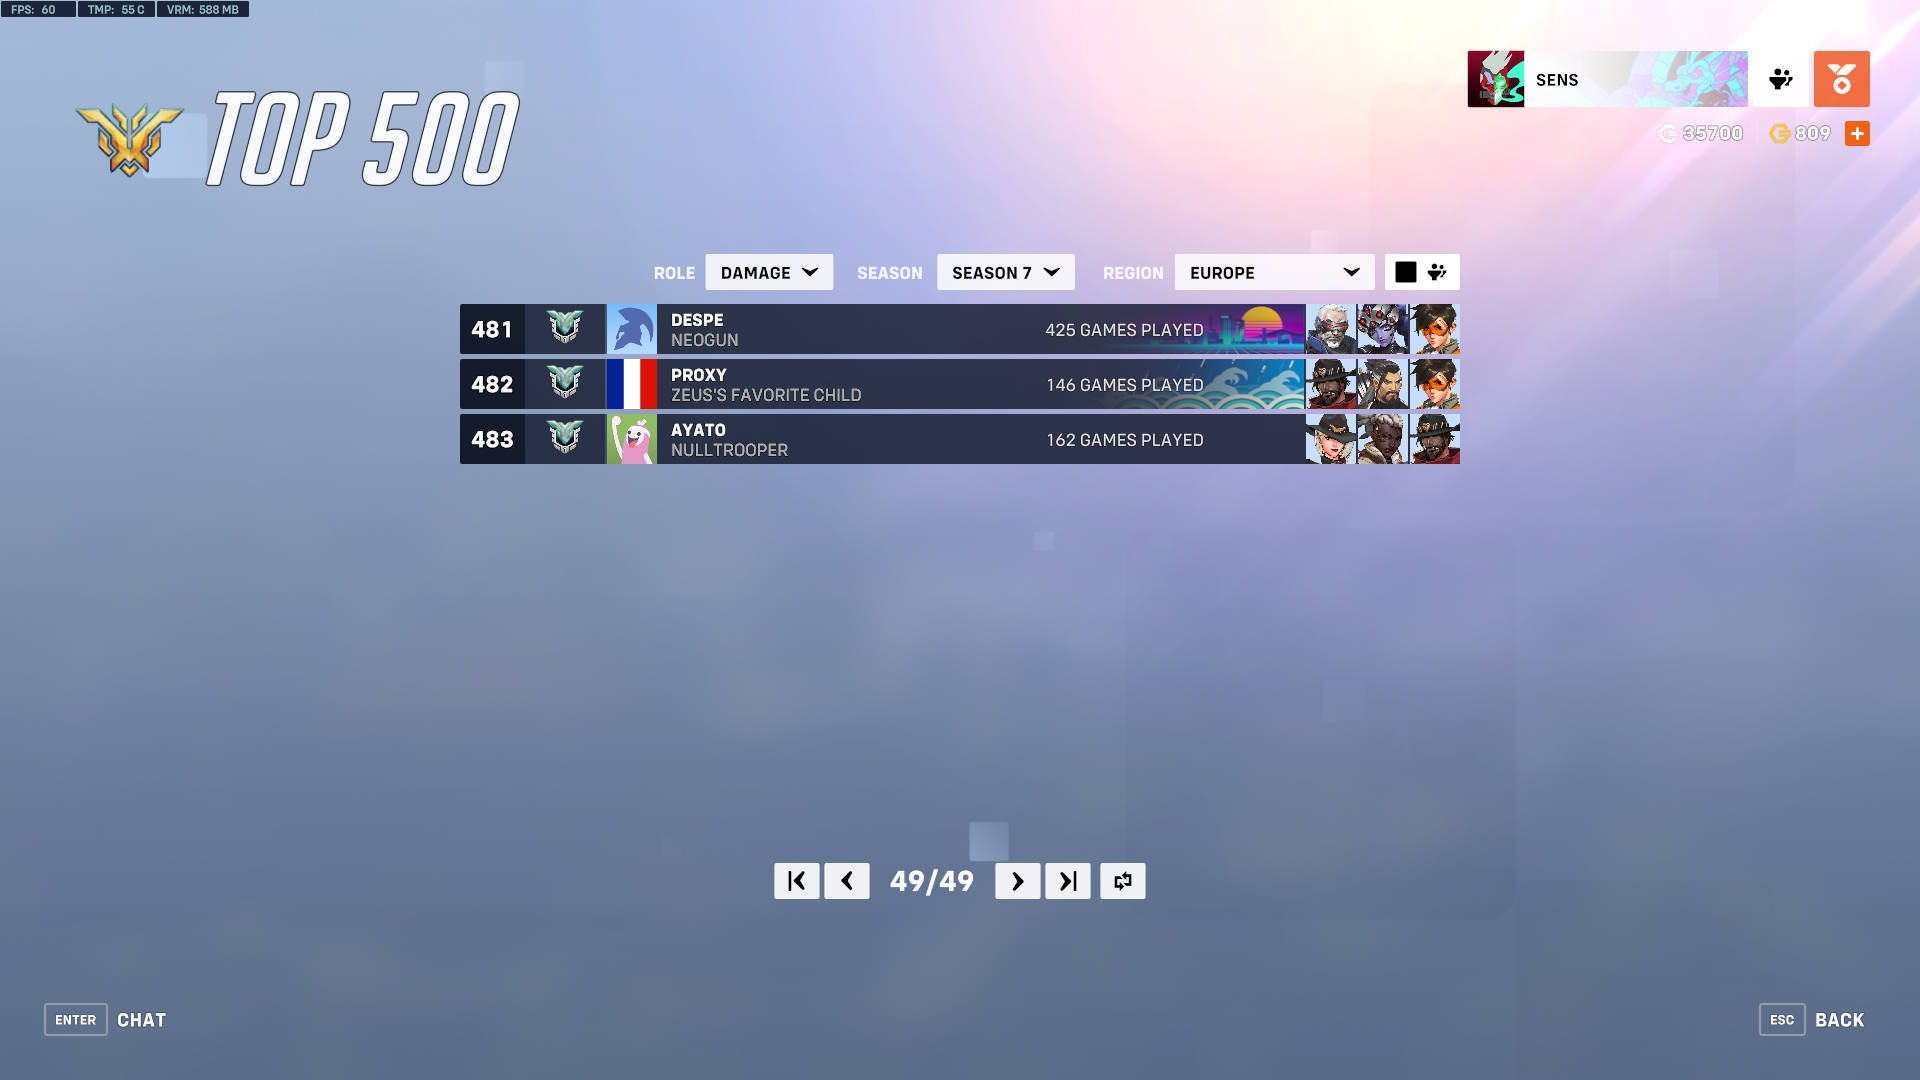 FPS: 60 TMP: 55 C VRM: 588 MB
TOP 500
SENS
35700 809
ROLE DAMAGE SEASON SEASON 7 REGION EUROPE
481 DESPE
NEOGUN
425 GAMES PLAYED
482 PROXY
ZEUS'S FAVORITE CHILD
146 GAMES PLAYED
483 AYATO
NULLTROOPER
162 GAMES PLAYED
49/49
ENTER CHAT
ESC BACK